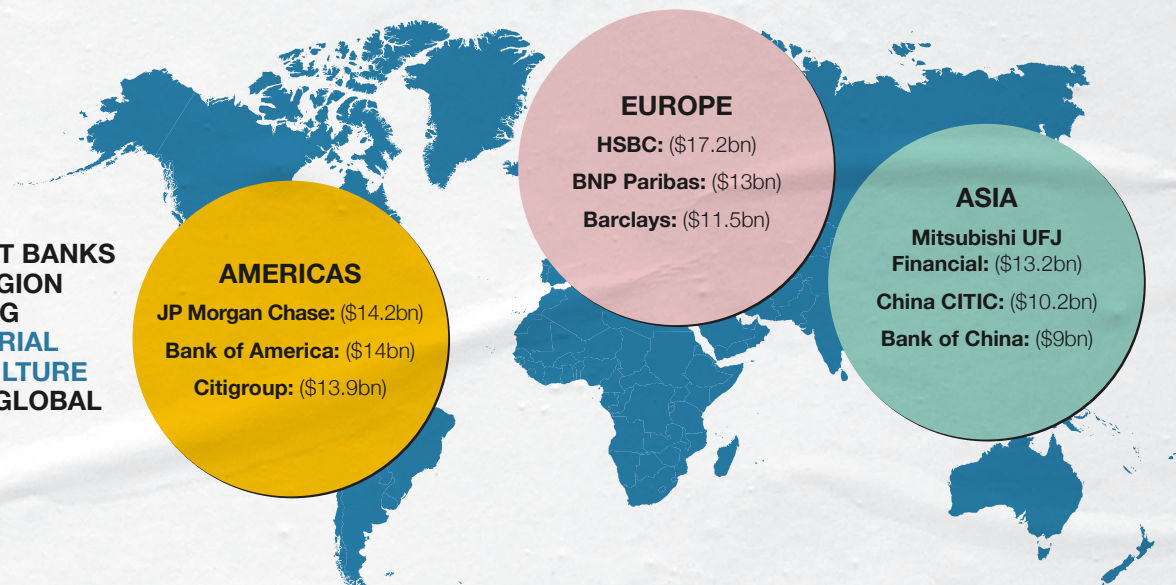 T BANKS
GION
G
RIAL
LTURE
GLOBAL
AMERICAS
JP Morgan Chase: ($14.2bn)
Bank of America: ($14bn)
Citigroup: ($13.9bn)
EUROPE
HSBC: ($17.2bn)
BNP Paribas: ($13bn)
Barclays: ($11.5bn)
ASIA
Mitsubishi UFJ
Financial: ($13.2bn)
China CITIC: ($10.2bn)
Bank of China: ($9bn)